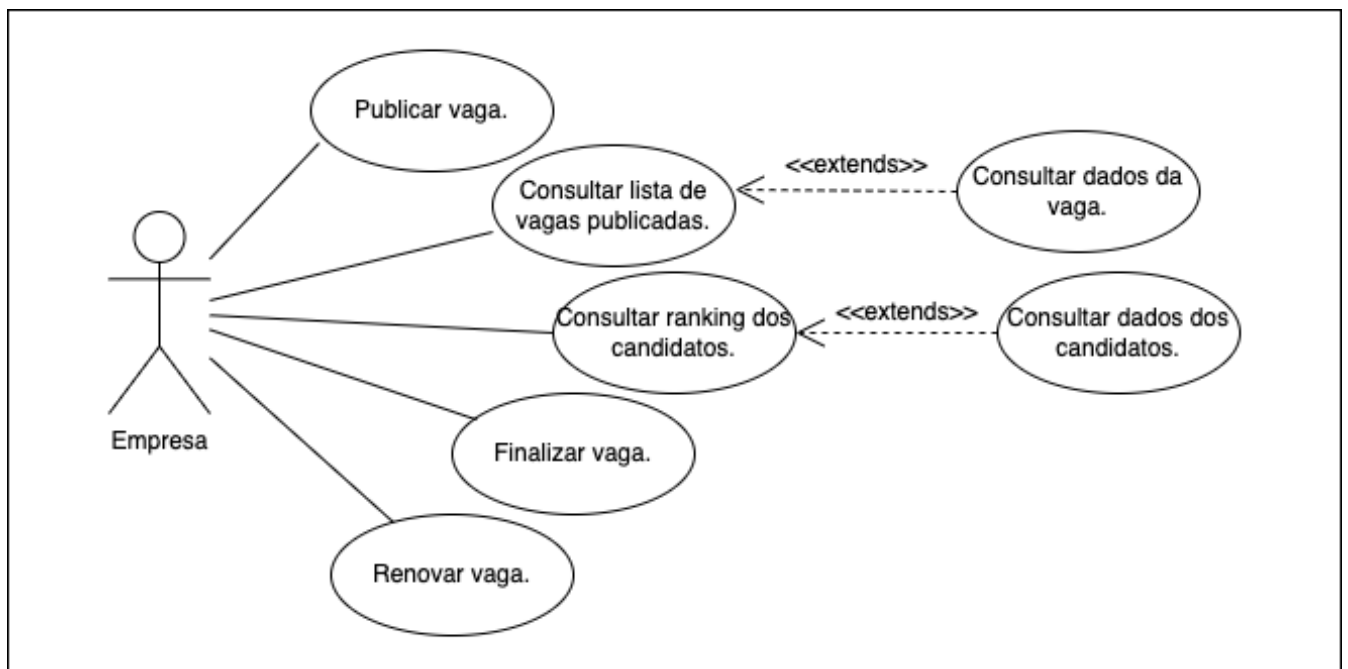 Publicar vaga.
Consultar lista de
vagas publicadas.
<<extends>>
Consultar dados da
vaga.
Consultar ranking dos
candidatos.
<<extends>>
Consultar dados dos
candidatos.
Empresa
Finalizar vaga.
Renovar vaga.